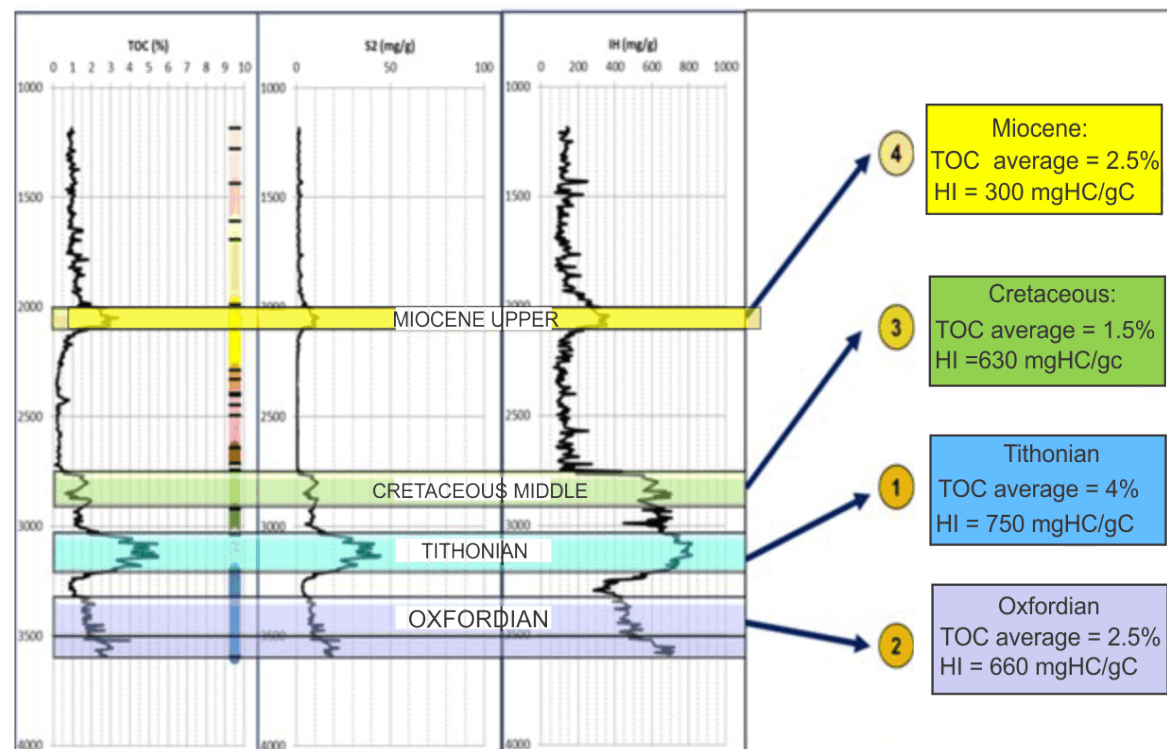 TOC (%)
0 1 2 3 4 5 6 7 8 9 10
1000
1500
2000
2500
3000
3500
4000
S2 (mg/g)
0 50 100
1000
1500
2000
2500
3000
3500
4000
IH (mg/g)
0 200 400 600 800 1000
1000
1500
2000
2500
3000
3500
4000
MIOCENE UPPER
CRETACEOUS MIDDLE
TITHONIAN
OXFORDIAN
4
Miocene:
TOC average = 2.5%
HI = 300 mgHC/gC
3
Cretaceous:
TOC average = 1.5%
HI =630 mgHC/gc
1
Tithonian
TOC average = 4%
HI = 750 mgHC/gC
2
Oxfordian
TOC average = 2.5%
HI = 660 mgHC/gC